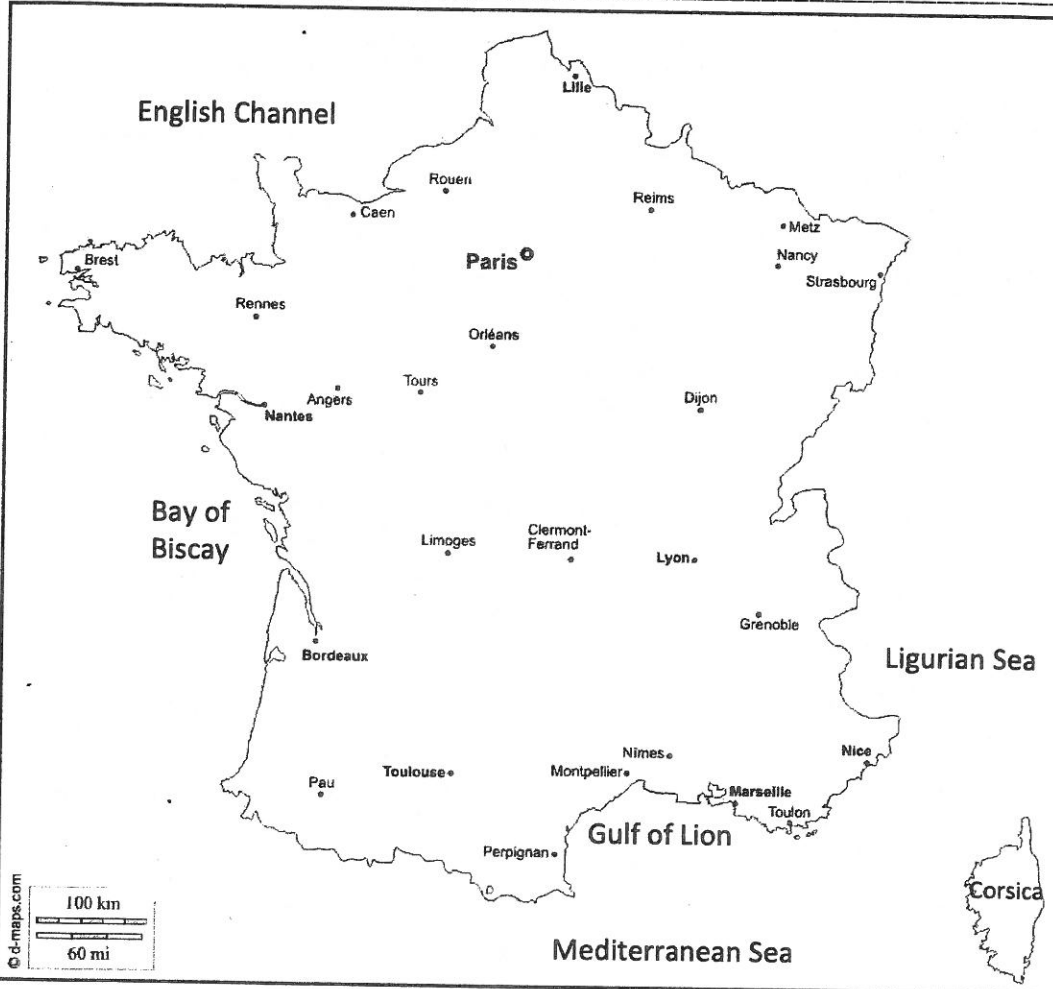 Lille
English Channel
Rouen
Reims
Caen
Metz
Brest
Paris
Nancy
Strasbourg
Rennes
Orléans
Tours
Angers
Nantes
Dijon
Bay of
Biscay
Limoges
Clermont-
Ferrand
Lyon
Grenoble
Bordeaux
Ligurian Sea
Nîmes
Nice
Toulouse
Montpellier
Pau
Marseille
Toulon
Gulf of Lion
Perpignan
Corsica
100 km
60 mi
© d-maps.com
Mediterranean Sea